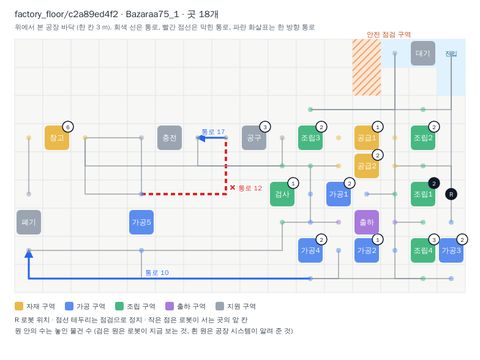 factory_floor/c2a89ed4f2 · Bazaraa75_1 · 곳 18개
위에서 본 공장 바닥 (한 칸 3 m). 회색 선은 통로, 빨간 점선은 막힌 통로, 파란 화살표는 한 방향 통로
안전 점검 구역
대기
진입
창고 6
충전
통로 17
공구 3
조립3 2
공급1 1
조립2 2
공급2 2
통로 12
검사 1
가공1 2
조립1 2
R
폐기
가공5
출하
가공4 2
가공2 1
조립4 3
가공3 2
통로 10
자재 구역
가공 구역
조립 구역
출하 구역
지원 구역
R 로봇 위치 · 점선 테두리는 점검으로 정지 · 작은 점은 로봇이 서는 곳의 앞 칸
원 안의 수는 놓인 물건 수 (검은 원은 로봇이 지금 보는 것, 흰 원은 공장 시스템이 알려 준 것)